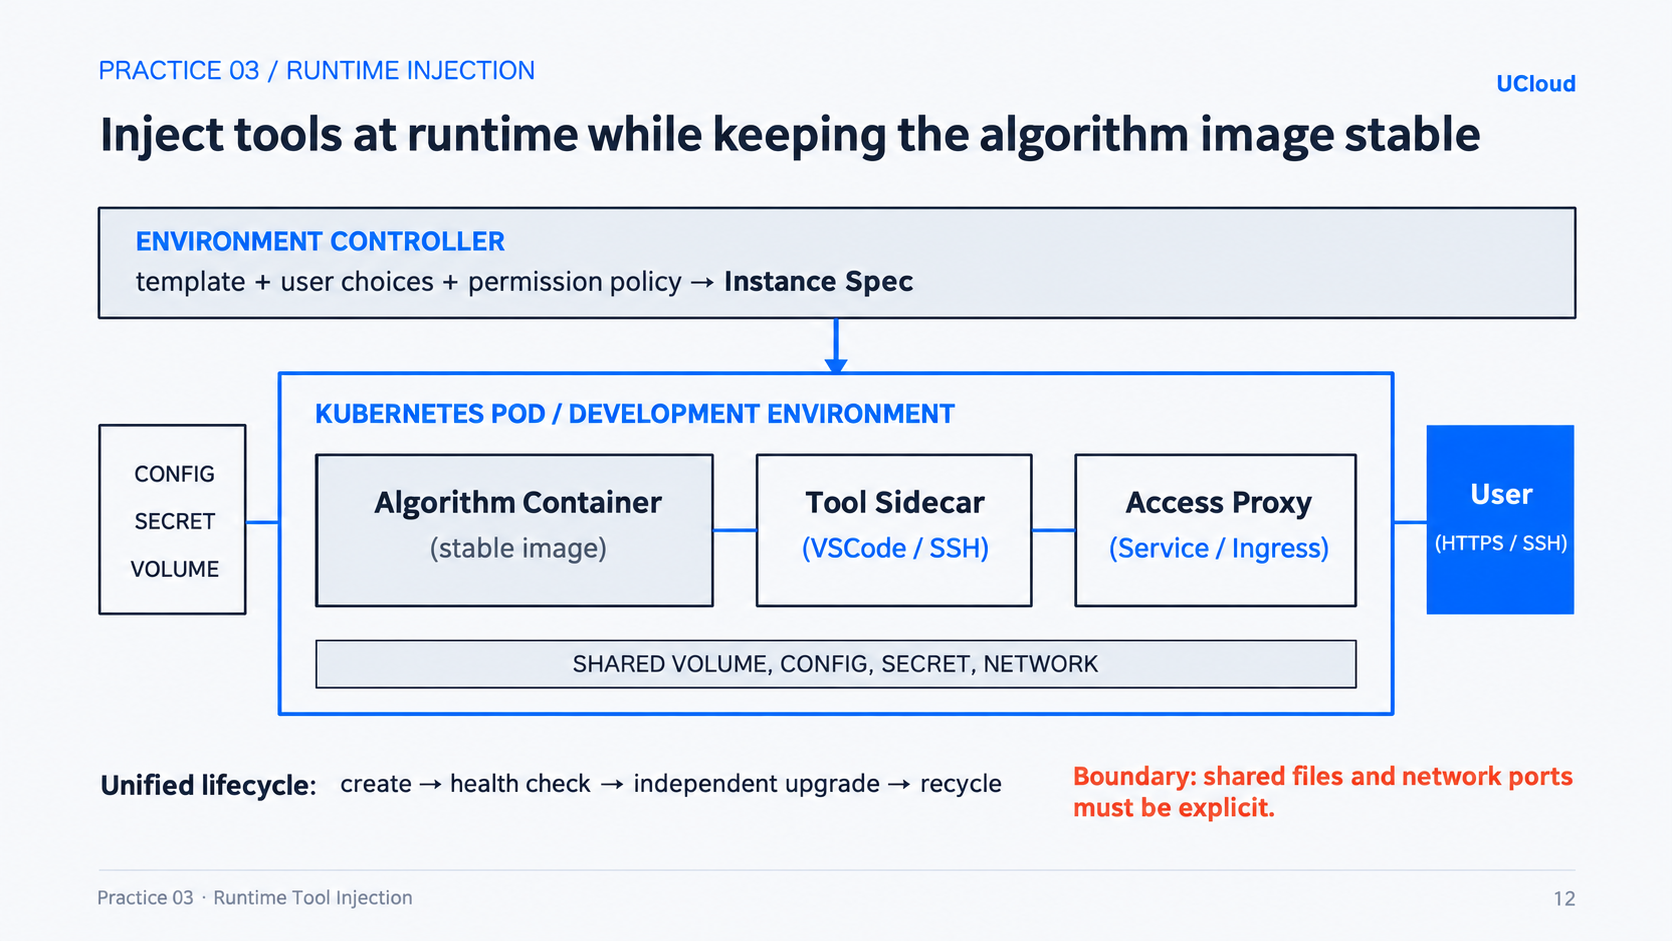 PRACTICE 03 / RUNTIME INJECTION
UCloud
Inject tools at runtime while keeping the algorithm image stable
ENVIRONMENT CONTROLLER
template + user choices + permission policy → Instance Spec
KUBERNETES POD / DEVELOPMENT ENVIRONMENT
CONFIG
SECRET
VOLUME
Algorithm Container
(stable image)
Tool Sidecar
(VSCode / SSH)
Access Proxy
(Service / Ingress)
User
(HTTPS / SSH)
SHARED VOLUME, CONFIG, SECRET, NETWORK
Unified lifecycle: create → health check → independent upgrade → recycle
Boundary: shared files and network ports
must be explicit.
Practice 03 · Runtime Tool Injection
12